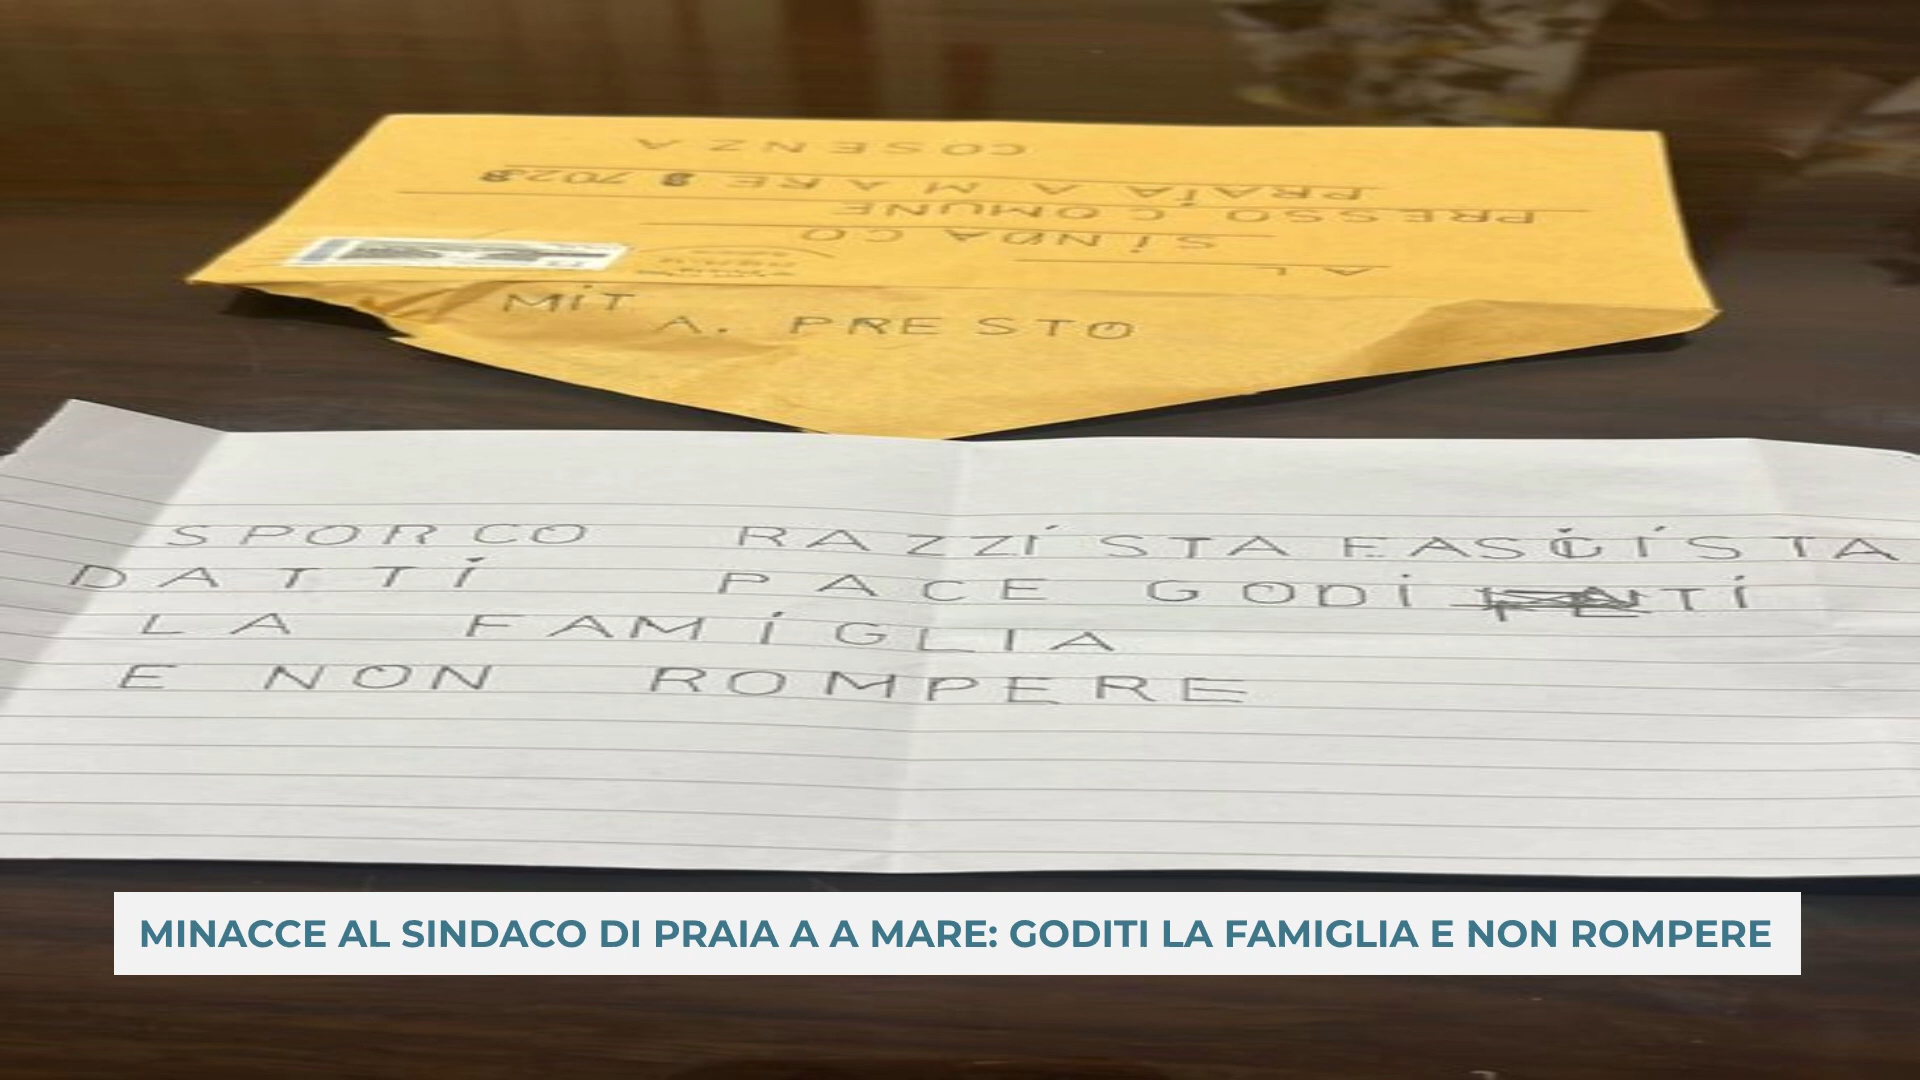 COSENZA
PRAIA A MARE 87028
PRESSO COMUNE
SINDACO
AL
MIT
A. PRESTO
SPORCO RAZZISTA FASCISTA
DATTI PACE GODITI
LA FAMIGLIA
E NON ROMPERE
MINACCE AL SINDACO DI PRAIA A A MARE: GODITI LA FAMIGLIA E NON ROMPERE